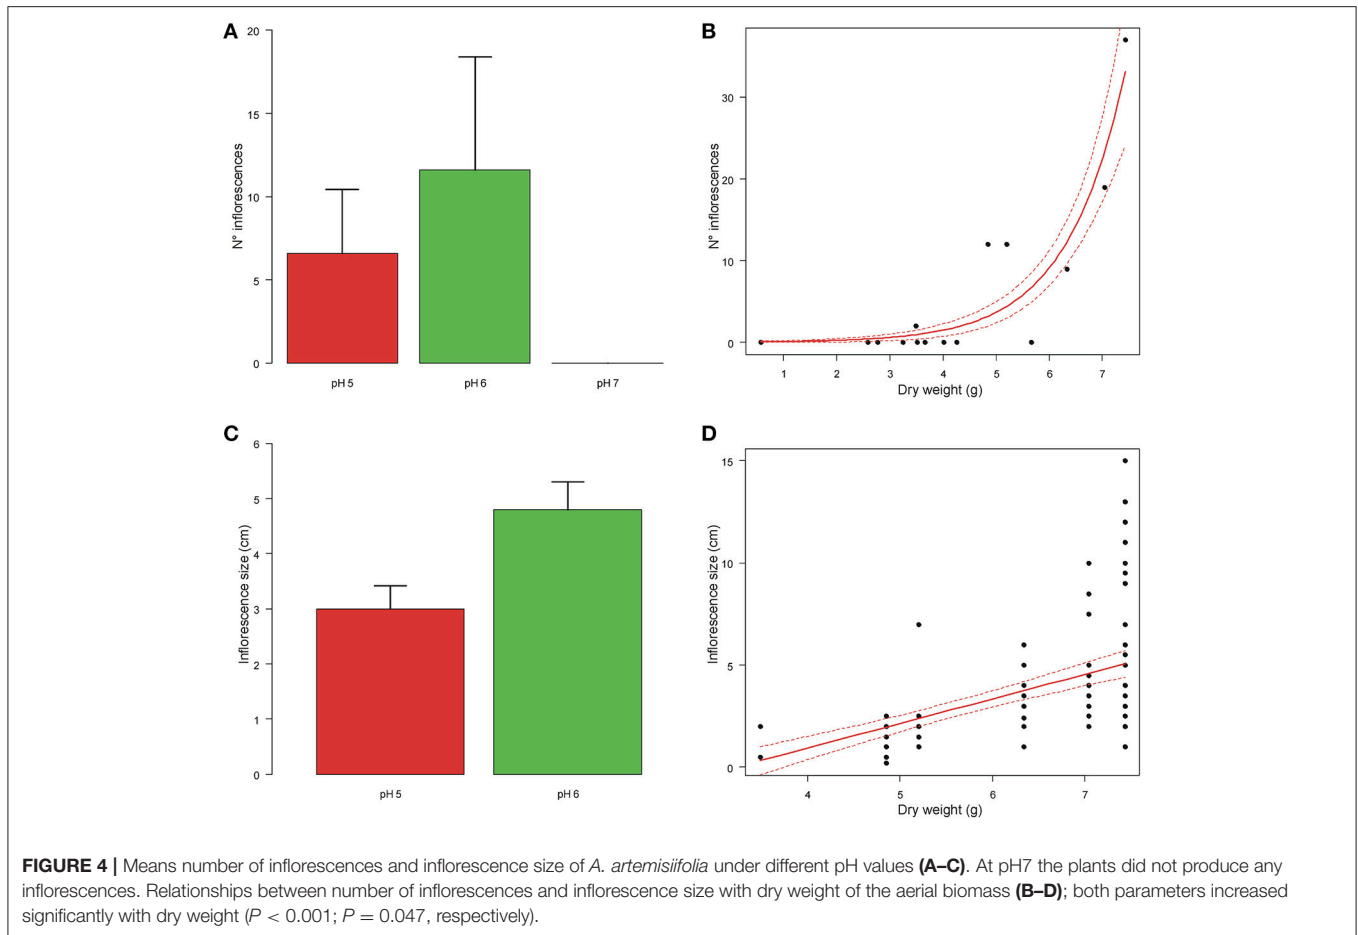 A
20
15
10
5
0
N° inflorescences
pH 5
pH 6
pH 7
B
30
20
10
0
N° inflorescences
1 2 3 4 5 6 7
Dry weight (g)
C
6
5
4
3
2
1
0
Inflorescence size (cm)
pH 5
pH 6
D
15
10
5
0
Inflorescence size (cm)
4 5 6 7
Dry weight (g)
FIGURE 4 | Means number of inflorescences and inflorescence size of A. artemisiifolia under different pH values (A–C). At pH7 the plants did not produce any
inflorescences. Relationships between number of inflorescences and inflorescence size with dry weight of the aerial biomass (B–D); both parameters increased
significantly with dry weight (P < 0.001; P = 0.047, respectively).